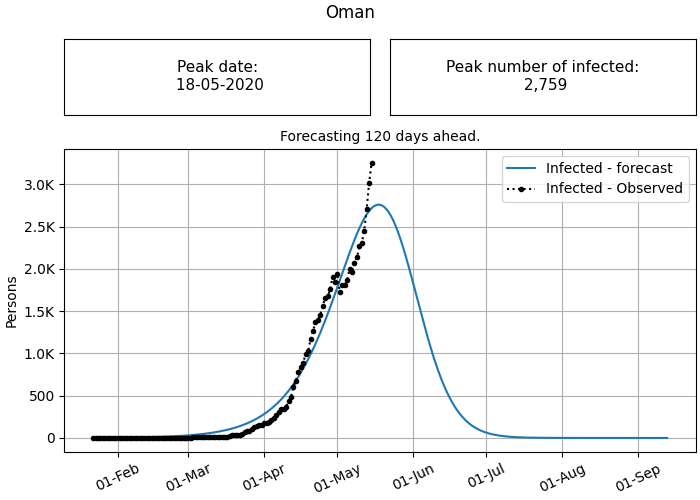 Oman
Peak date:
18-05-2020
Peak number of infected:
2,759
Forecasting 120 days ahead.
Infected - forecast
Infected - Observed
Persons
3.0K
2.5K
2.0K
1.5K
1.0K
500
0
01-Feb
01-Mar
01-Apr
01-May
01-Jun
01-Jul
01-Aug
01-Sep